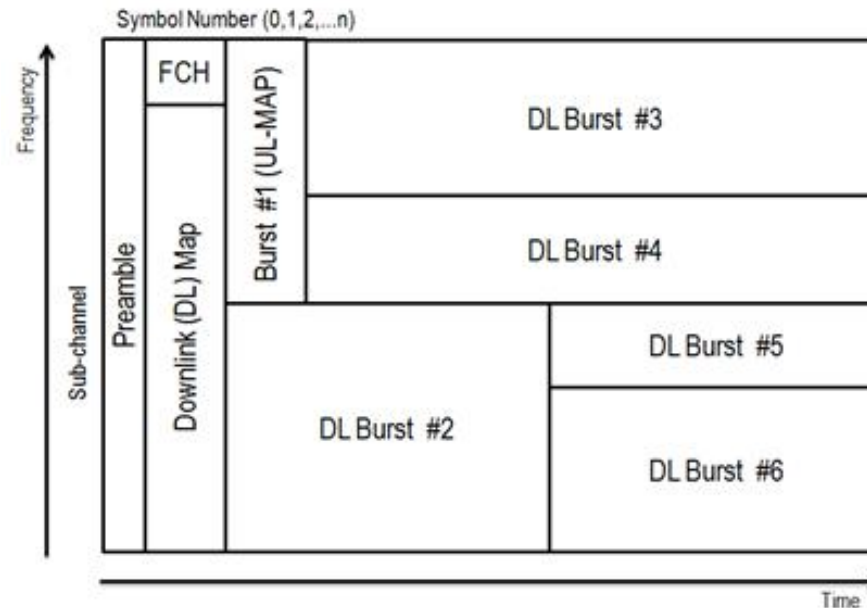 Symbol Number (0,1,2,...n)
Frequency
Sub-channel
Preamble
FCH
Downlink (DL) Map
Burst #1 (UL-MAP)
DL Burst #3
DL Burst #4
DL Burst #2
DL Burst #5
DL Burst #6
Time